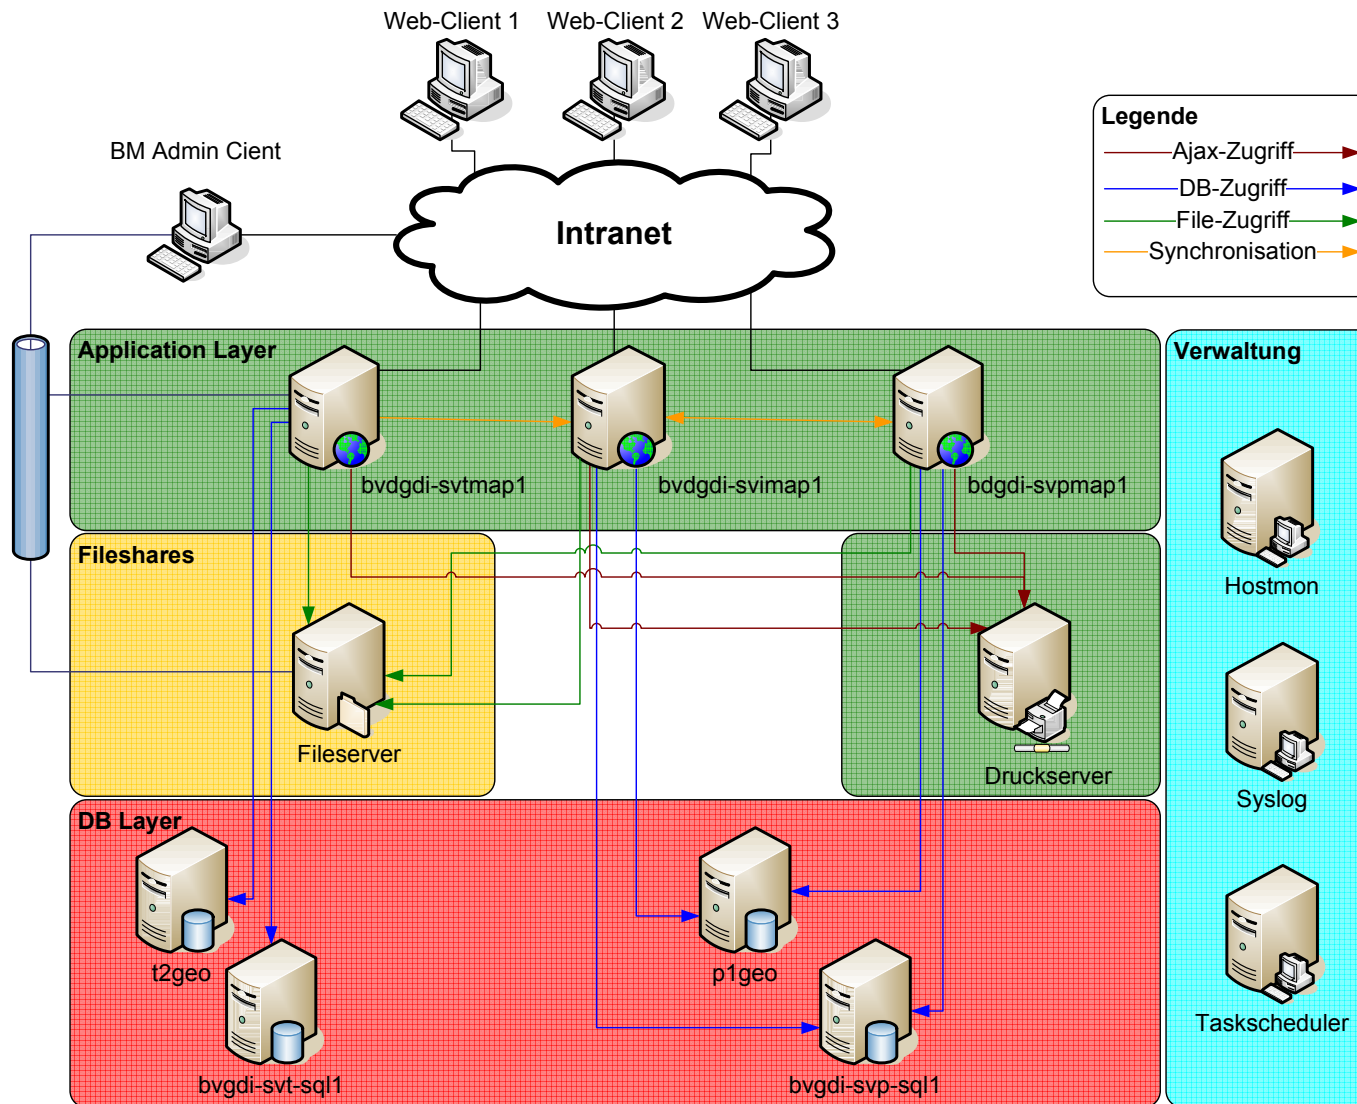 Web-Client 1
Web-Client 2
Web-Client 3
BM Admin Cient
Intranet
Legende
Ajax-Zugriff
DB-Zugriff
File-Zugriff
Synchronisation
Application Layer
bvdgdi-svtmap1
bvdgdi-svimap1
bdgdi-svpmap1
Verwaltung
Hostmon
Syslog
Taskscheduler
Fileshares
Fileserver
Druckserver
DB Layer
t2geo
bvgdi-svt-sql1
p1geo
bvgdi-svp-sql1